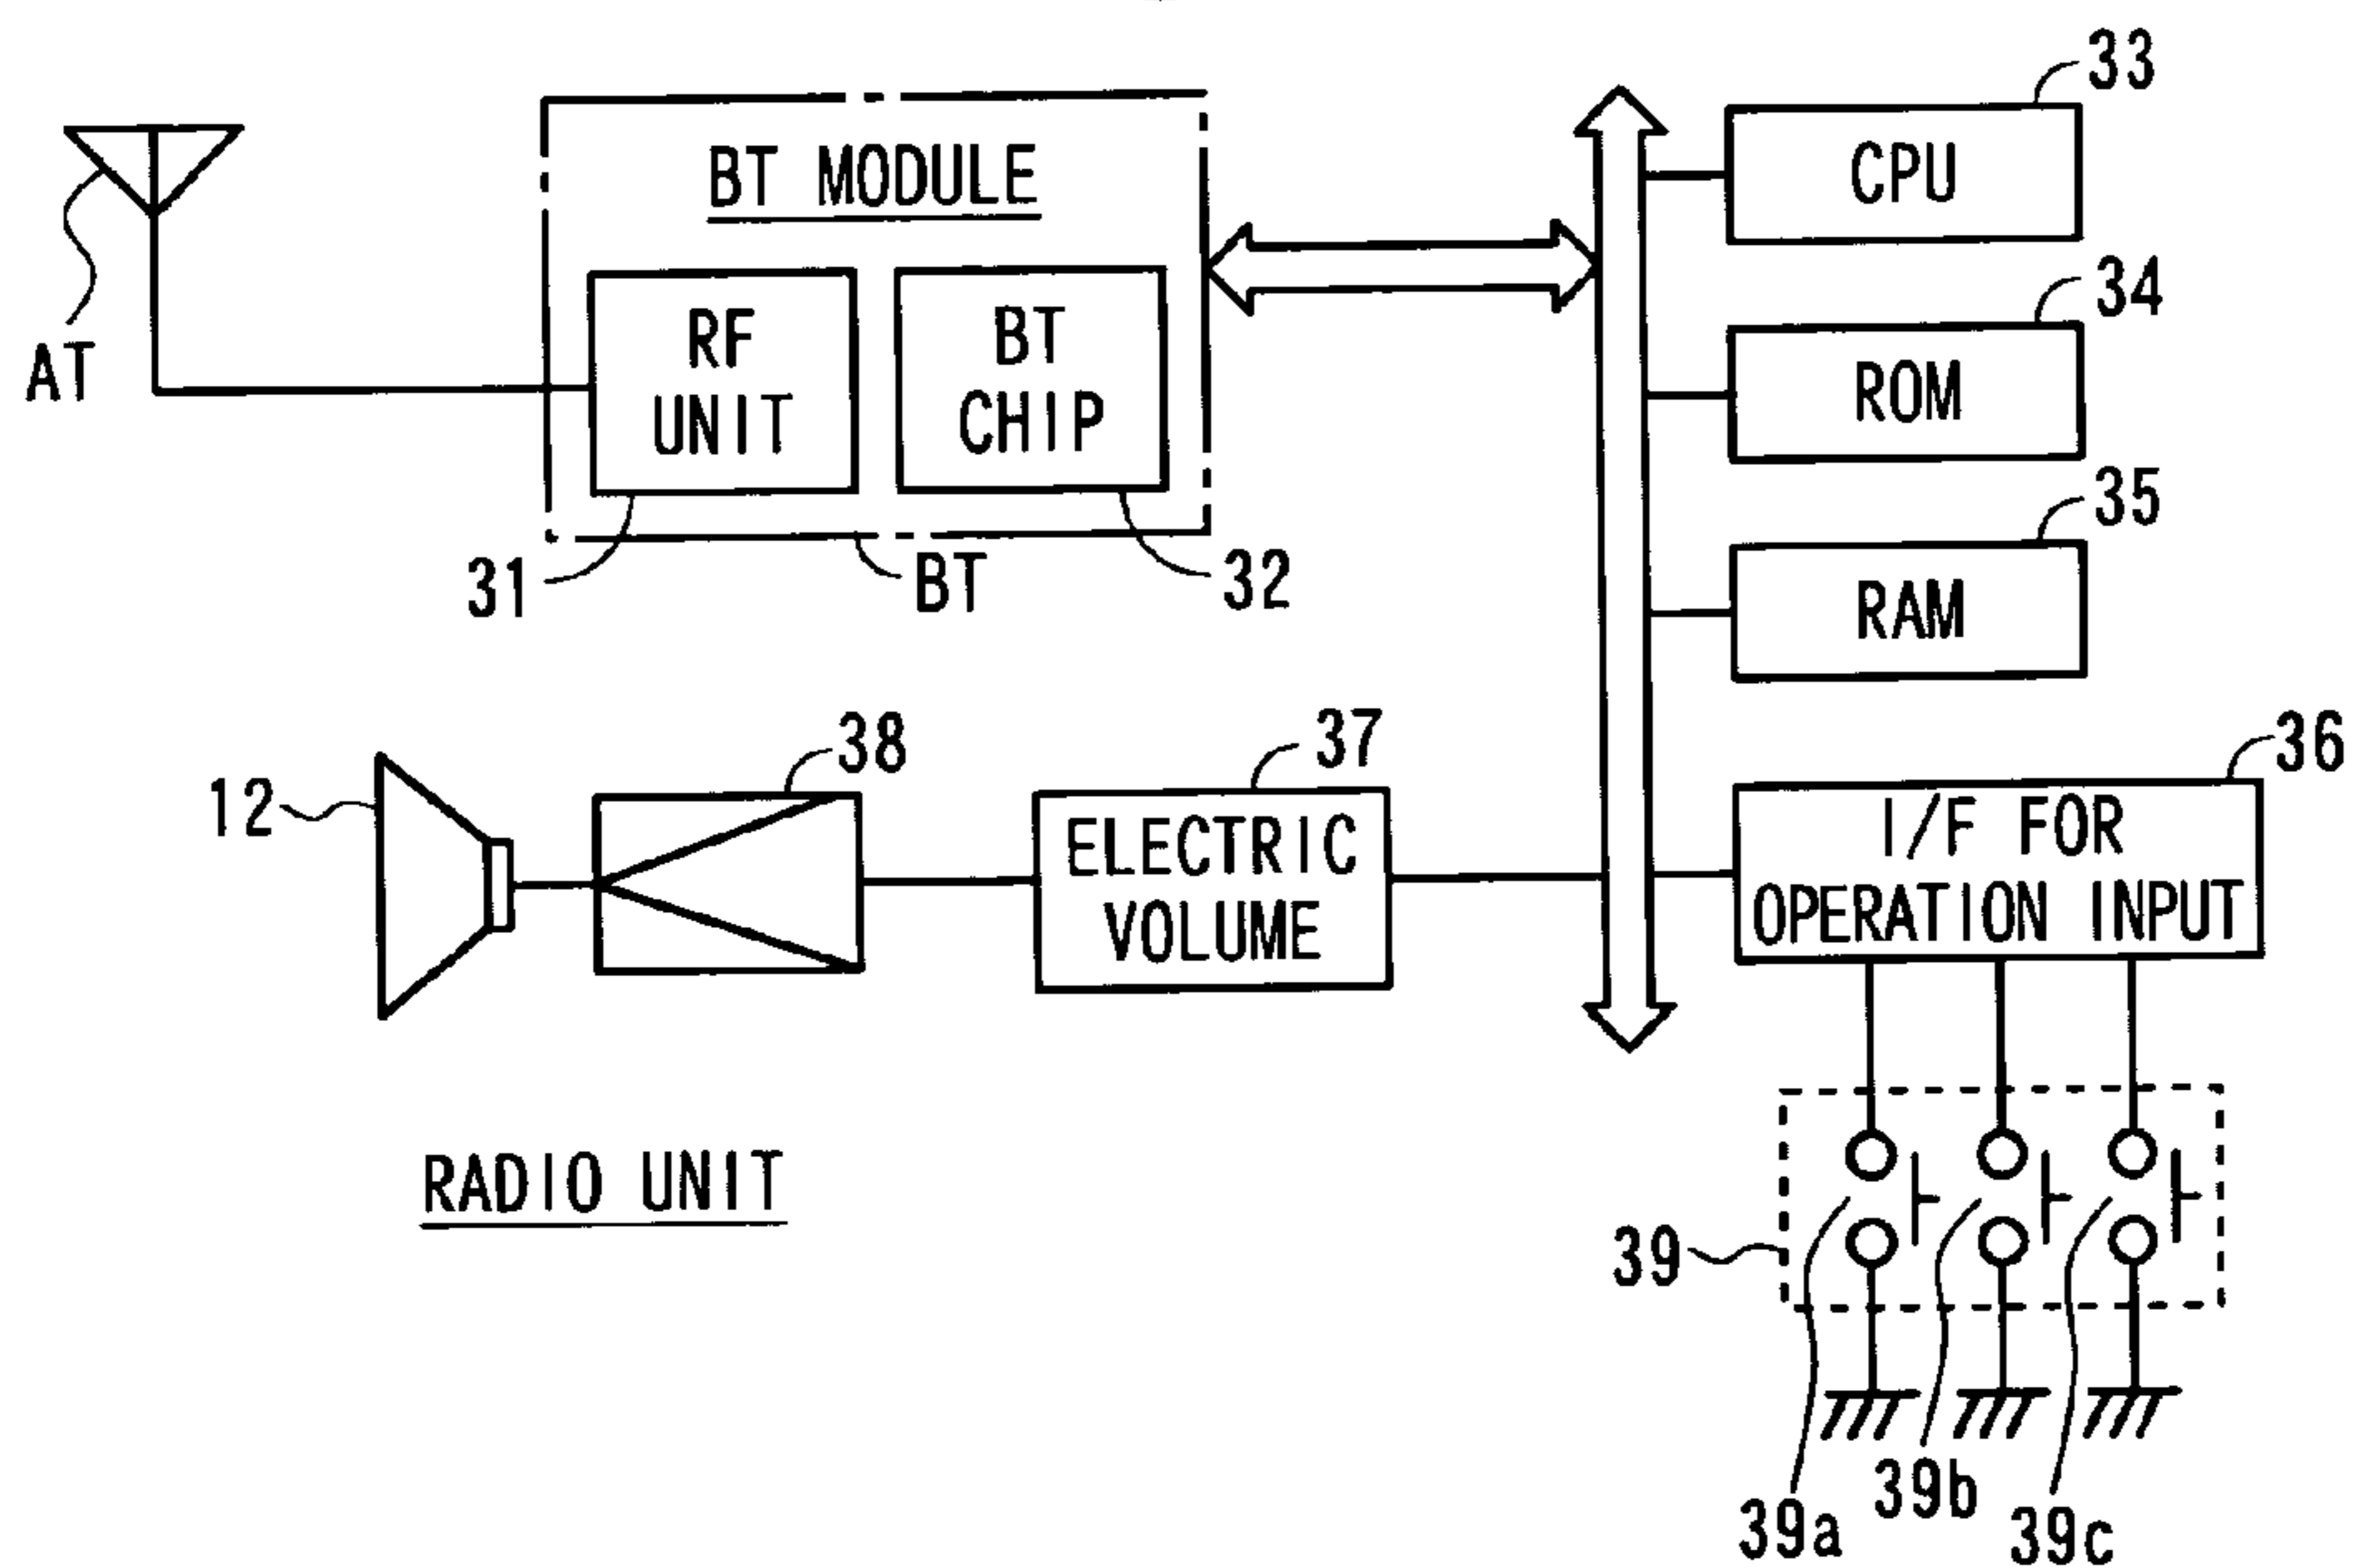 33
BT MODULE
CPU
AT
RF
UNIT
BT
CHIP
34
ROM
31
BT
32
35
RAM
12
38
37
ELECTRIC
VOLUME
36
I/F FOR
OPERATION INPUT
RADIO UNIT
39
39a
39b
39c